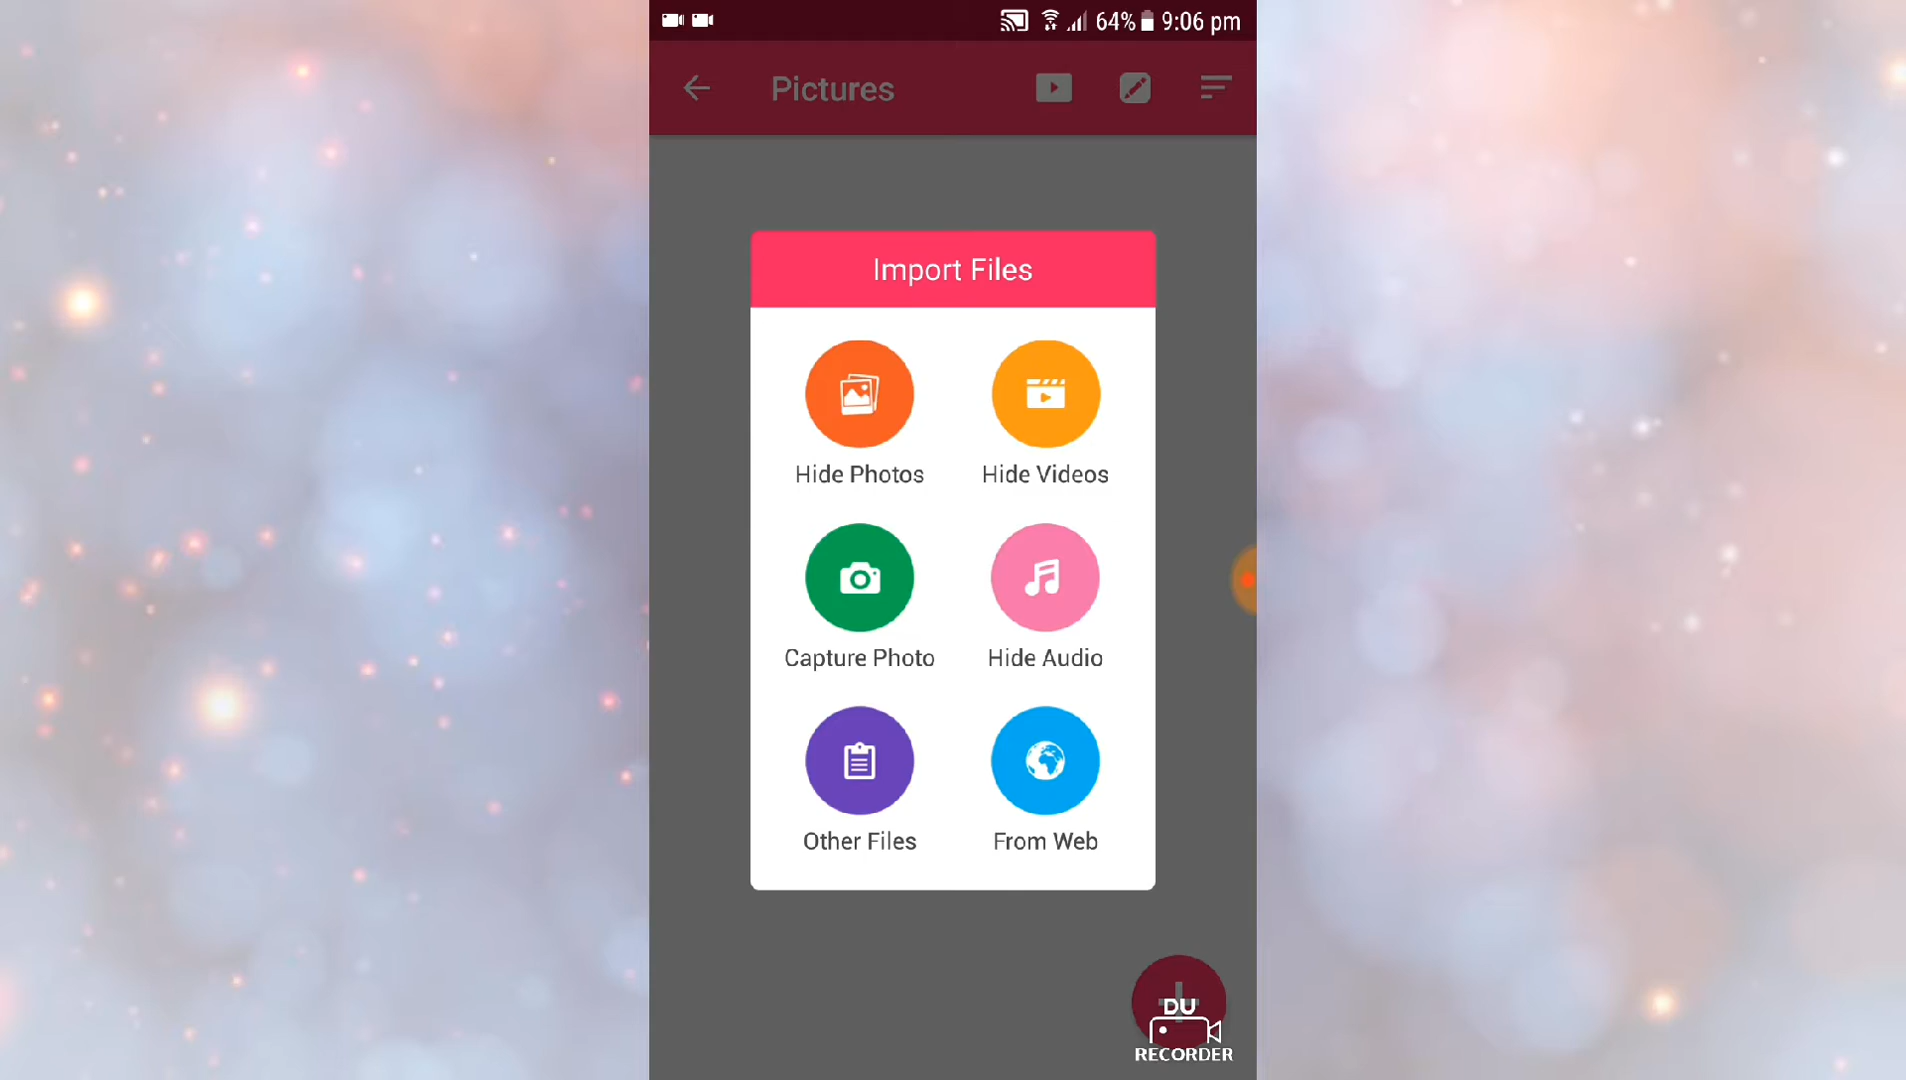 64% 9:06 pm
Pictures
Import Files
Hide Photos Hide Videos
Capture Photo Hide Audio
Other Files From Web
DU
RECORDER